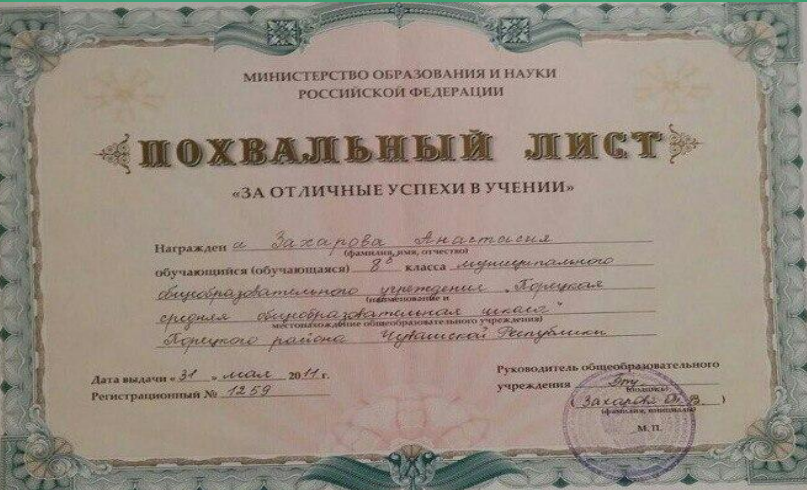 МИНИСТЕРСТВО ОБРАЗОВАНИЯ И НАУКИ
РОССИЙСКОЙ ФЕДЕРАЦИИ
ПОХВАЛЬНЫЙ ЛИСТ
«ЗА ОТЛИЧНЫЕ УСПЕХИ В УЧЕНИИ»
Награжден а Захарова Анастасия
(фамилия, имя, отчество)
обучающийся (обучающаяся) 8 класса муниципального
общеобразовательного учреждения „Порецкая
(наименование и
средняя общеобразовательная школа"
местонахождение общеобразовательного учреждения)
Порецкого района Чувашской Республики
Дата выдачи « 31 » мая 2011 г.
Регистрационный № 1259
Руководитель общеобразовательного
учреждения
(подпись)
( Захаров В. )
(фамилия, инициалы)
М.П.